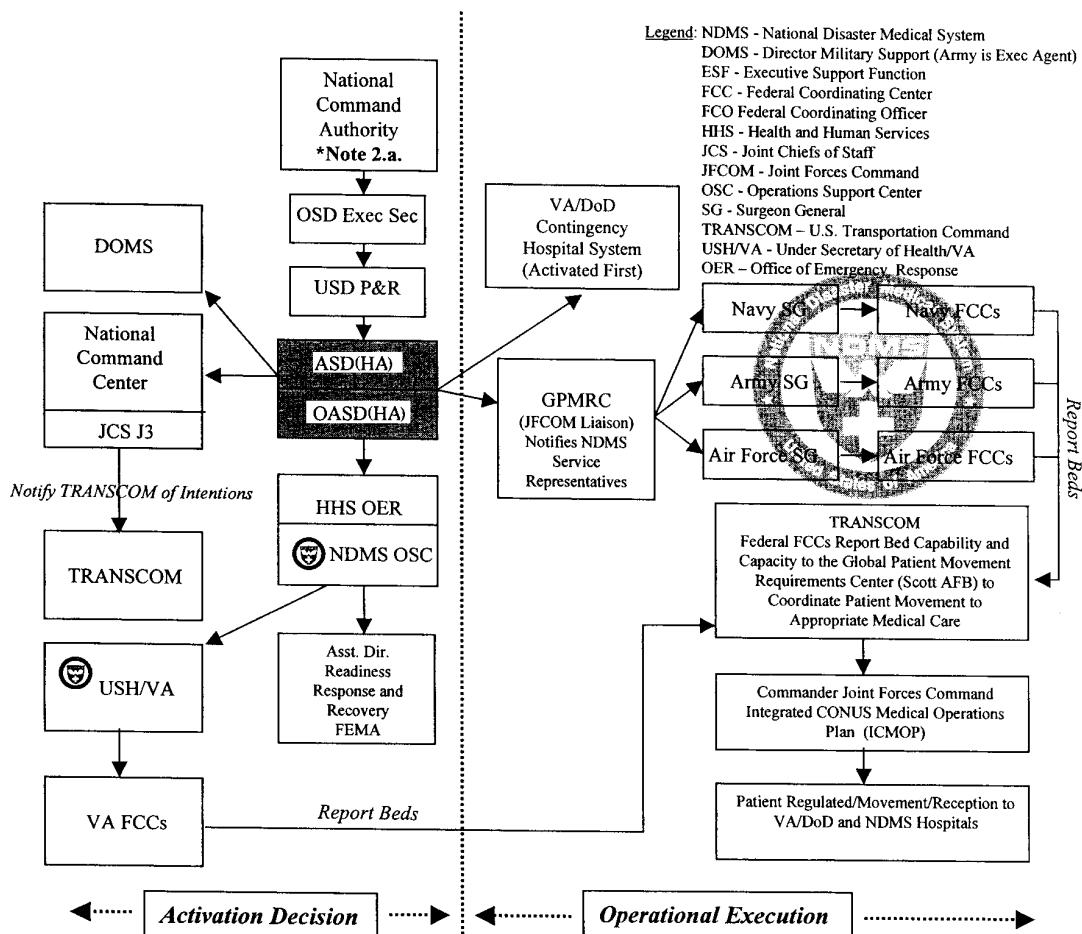 Legend: NDMS - National Disaster Medical System
DOMS - Director Military Support (Army is Exec Agent)
ESF - Executive Support Function
FCC - Federal Coordinating Center
FCO Federal Coordinating Officer
HHS - Health and Human Services
JCS - Joint Chiefs of Staff
JFCOM - Joint Forces Command
OSC - Operations Support Center
SG - Surgeon General
TRANSCOM – U.S. Transportation Command
USH/VA - Under Secretary of Health/VA
OER – Office of Emergency Response
National
Command
Authority
*Note 2.a.
OSD Exec Sec
USD P&R
ASD(HA)
OASD(HA)
DOMS
National
Command
Center
JCS J3
Notify TRANSCOM of Intentions
TRANSCOM
HHS OER
NDMS OSC
USH/VA
Asst. Dir.
Readiness
Response and
Recovery
FEMA
VA FCCs
Report Beds
VA/DoD
Contingency
Hospital System
(Activated First)
GPMRC
(JFCOM Liaison)
Notifies NDMS
Service
Representatives
Navy SG
Navy FCCs
Army SG
Army FCCs
Air Force SG
Air Force FCCs
NDMS
Report Beds
TRANSCOM
Federal FCCs Report Bed Capability and
Capacity to the Global Patient Movement
Requirements Center (Scott AFB) to
Coordinate Patient Movement to
Appropriate Medical Care
Commander Joint Forces Command
Integrated CONUS Medical Operations
Plan (ICMOP)
Patient Regulated/Movement/Reception to
VA/DoD and NDMS Hospitals
Activation Decision
Operational Execution